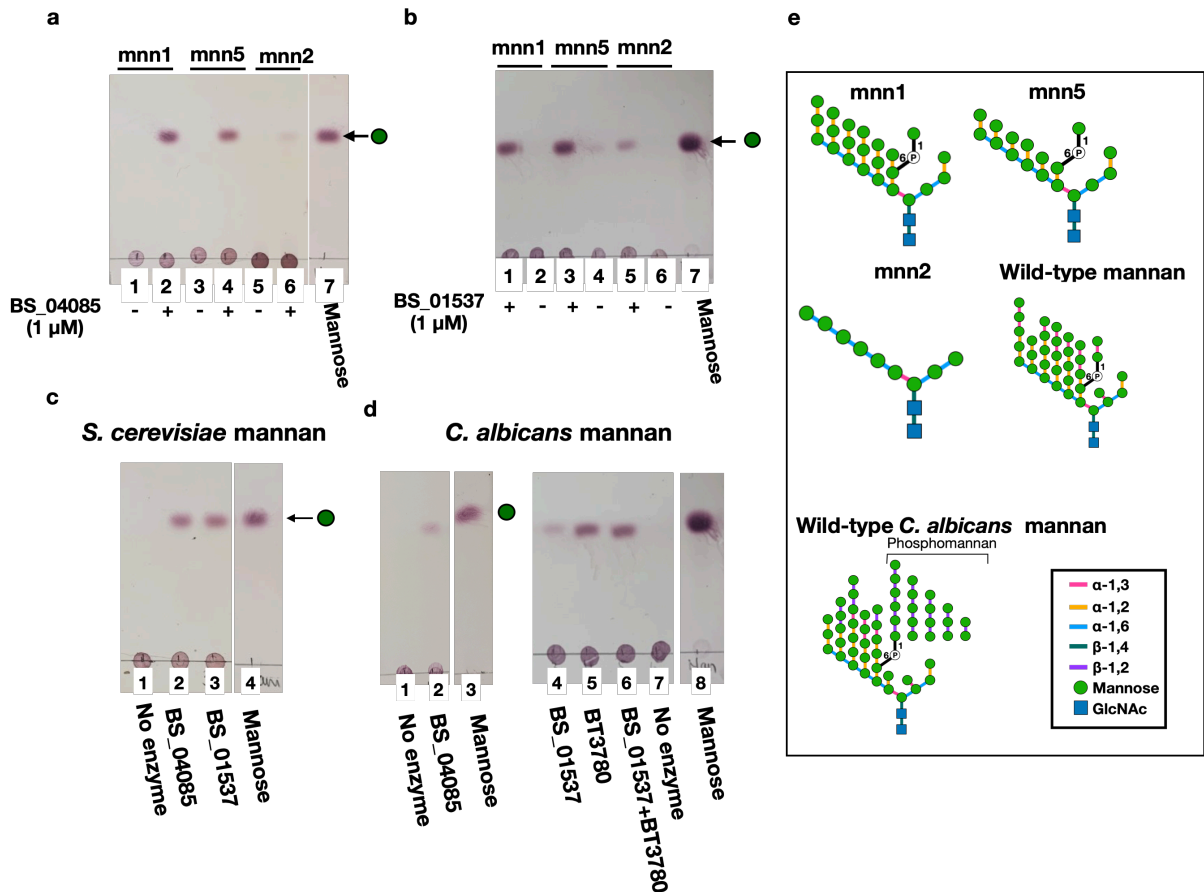 a
mnn1 mnn5 mnn2
1 2 3 4 5 6 7
BS_04085 - + - + - +
(1 µM)
Mannose
b
mnn1 mnn5 mnn2
1 2 3 4 5 6 7
BS_01537 + - + - + -
(1 µM)
Mannose
c
S. cerevisiae mannan
1 2 3 4
No enzyme
BS_04085
BS_01537
Mannose
d
C. albicans mannan
1 2 3 4 5 6 7 8
No enzyme
BS_04085
Mannose
BS_01537
BT3780
BS_01537+BT3780
No enzyme
Mannose
e
mnn1 mnn5
6 P 1
6 P 1
mnn2 Wild-type mannan
6 P 1
Wild-type C. albicans mannan
Phosphomannan
6 P 1
α-1,3
α-1,2
α-1,6
β-1,4
β-1,2
Mannose
GlcNAc